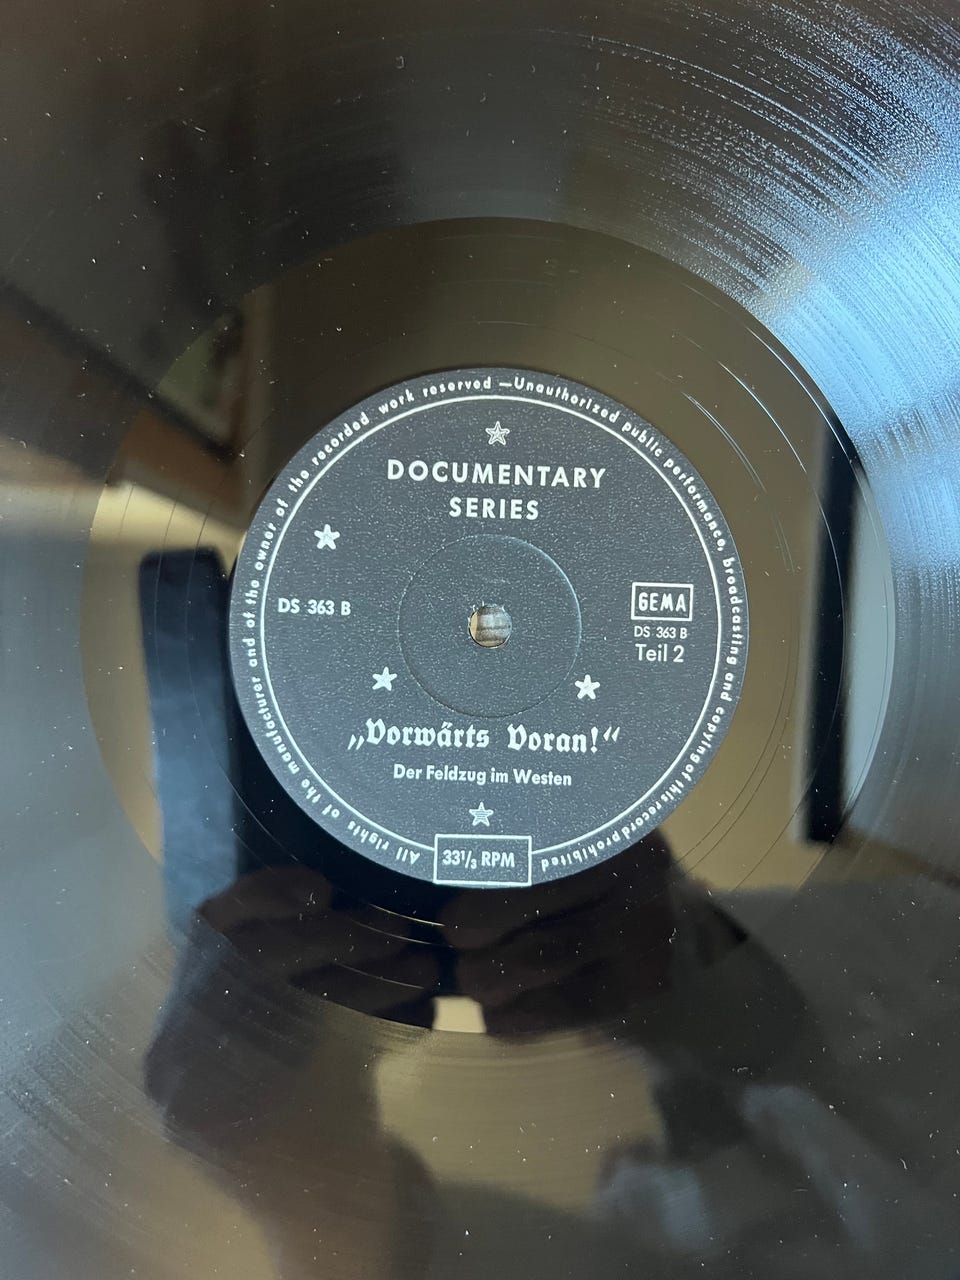 All rights of the manufacturer and of the owner of the recorded work reserved —Unauthorized public performance, broadcasting and copying of this record prohibited
DOCUMENTARY
SERIES
DS 363 B
GEMA
DS 363 B
Teil 2
„Vorwärts Voran!“
Der Feldzug im Westen
33⅓ RPM